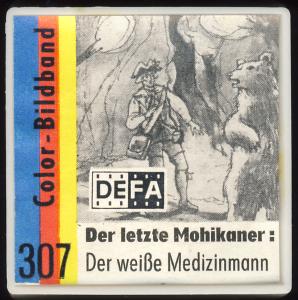 Color-Bildband
DEFA
307
Der letzte Mohikaner:
Der weiße Medizinmann